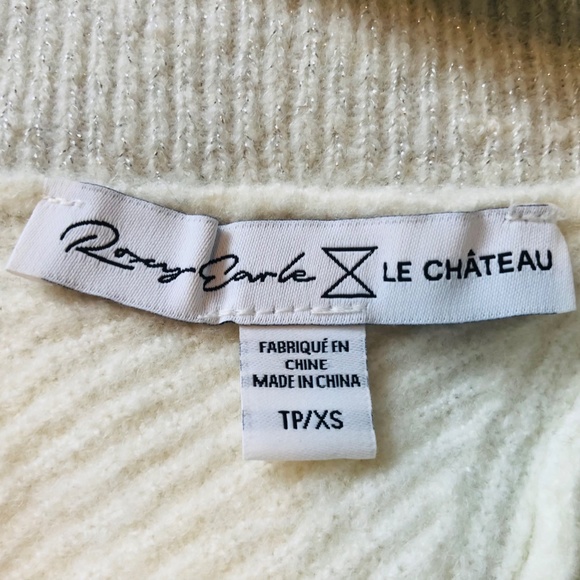 Roxy Earle LE CHÂTEAU
FABRIQUÉ EN
CHINE
MADE IN CHINA
TP/XS